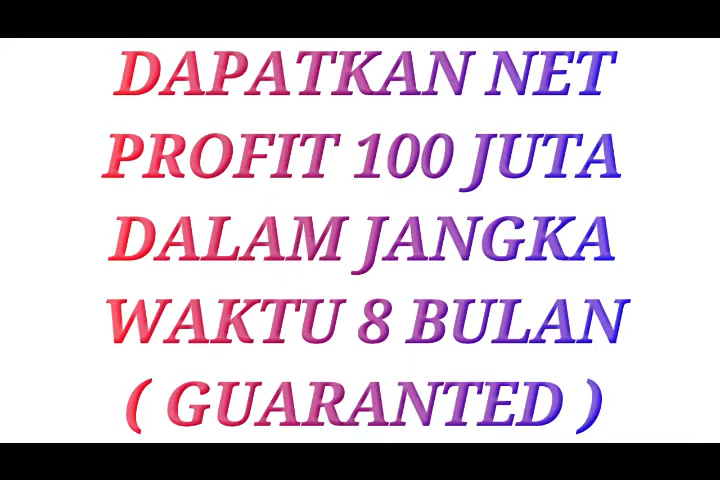 DAPATKAN NET
PROFIT 100 JUTA
DALAM JANGKA
WAKTU 8 BULAN
( GUARANTED )